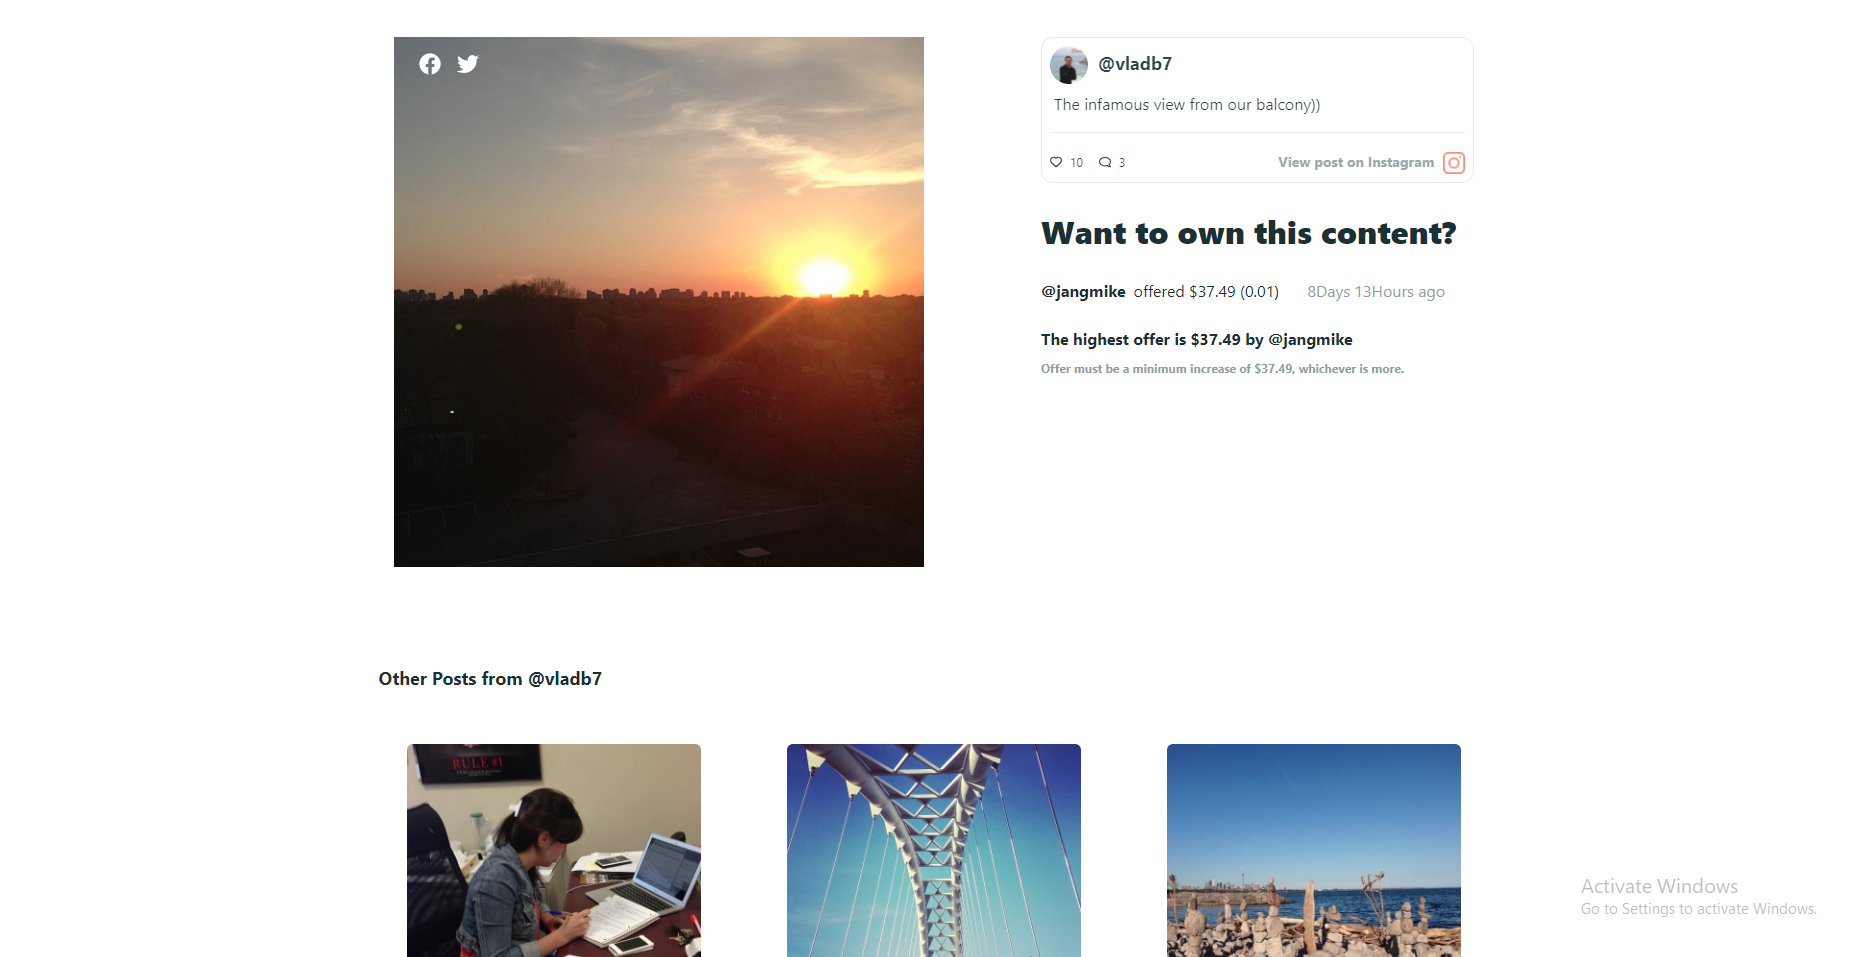 @vladb7
The infamous view from our balcony))
10 3 View post on Instagram
Want to own this content?
@jangmike offered $37.49 (0.01) 8Days 13Hours ago
The highest offer is $37.49 by @jangmike
Offer must be a minimum increase of $37.49, whichever is more.
Other Posts from @vladb7
RULE #1
Activate Windows
Go to Settings to activate Windows.